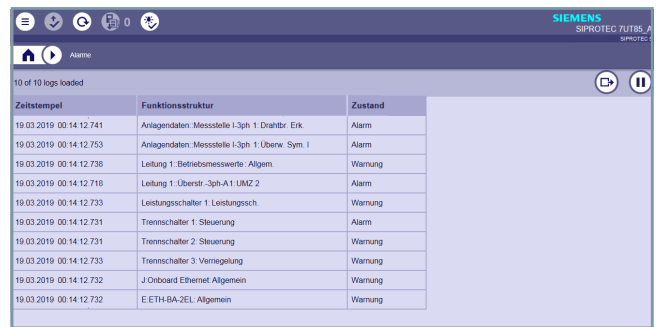 0
SIEMENS
SIPROTEC 7UT85_A
SIPROTEC 5
Alarme
10 of 10 logs loaded
Zeitstempel Funktionsstruktur Zustand
19.03.2019 00:14:12.741 Anlagendaten:Messstelle I-3ph 1:Drahtbr. Erk. Alarm
19.03.2019 00:14:12.753 Anlagendaten:Messstelle I-3ph 1:Überw. Sym. I Alarm
19.03.2019 00:14:12.738 Leitung 1:Betriebsmesswerte: Allgem. Warnung
19.03.2019 00:14:12.718 Leitung 1:Überstr.-3ph-A1:UMZ 2 Alarm
19.03.2019 00:14:12.733 Leistungsschalter 1:Leistungssch. Warnung
19.03.2019 00:14:12.731 Trennschalter 1: Steuerung Alarm
19.03.2019 00:14:12.731 Trennschalter 2: Steuerung Warnung
19.03.2019 00:14:12.733 Trennschalter 3: Verriegelung Warnung
19.03.2019 00:14:12.732 J:Onboard Ethernet:Allgemein Warnung
19.03.2019 00:14:12.732 E:ETH-BA-2EL: Allgemein Warnung